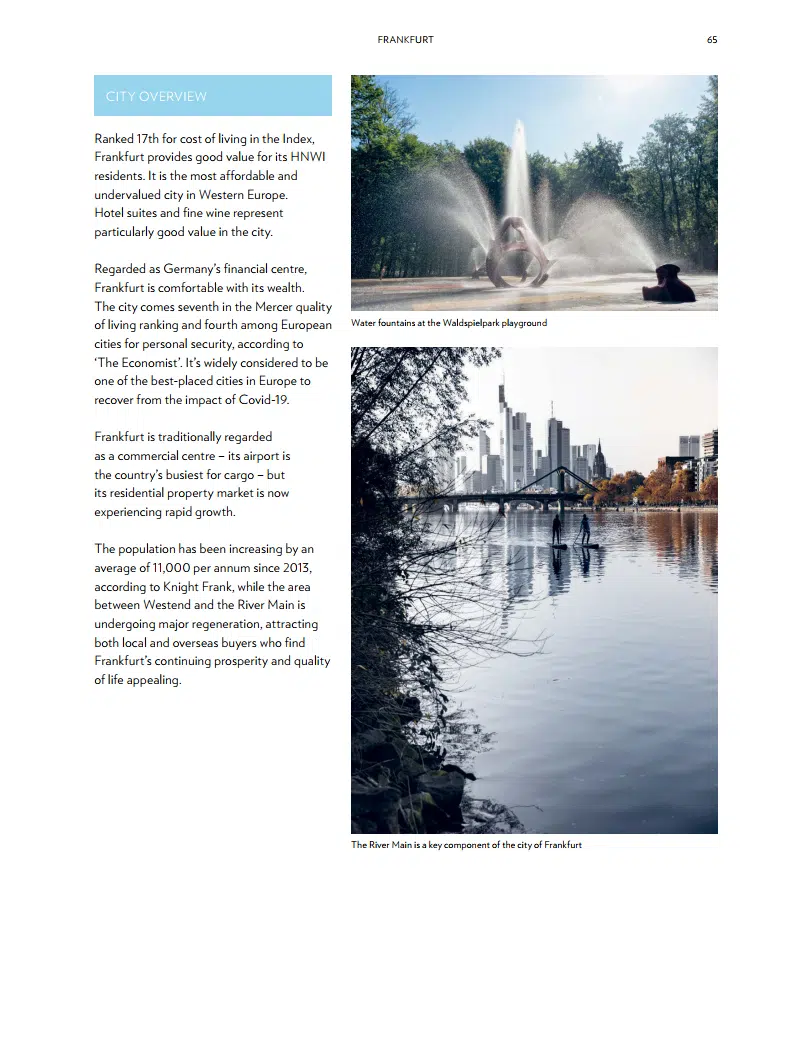 FRANKFURT
65
CITY OVERVIEW
Ranked 17th for cost of living in the Index,
Frankfurt provides good value for its HNWI
residents. It is the most affordable and
undervalued city in Western Europe.
Hotel suites and fine wine represent
particularly good value in the city.
Regarded as Germany’s financial centre,
Frankfurt is comfortable with its wealth.
The city comes seventh in the Mercer quality
of living ranking and fourth among European
cities for personal security, according to
‘The Economist’. It’s widely considered to be
one of the best-placed cities in Europe to
recover from the impact of Covid-19.
Frankfurt is traditionally regarded
as a commercial centre – its airport is
the country’s busiest for cargo – but
its residential property market is now
experiencing rapid growth.
The population has been increasing by an
average of 11,000 per annum since 2013,
according to Knight Frank, while the area
between Westend and the River Main is
undergoing major regeneration, attracting
both local and overseas buyers who find
Frankfurt’s continuing prosperity and quality
of life appealing.
Water fountains at the Waldspielpark playground
The River Main is a key component of the city of Frankfurt